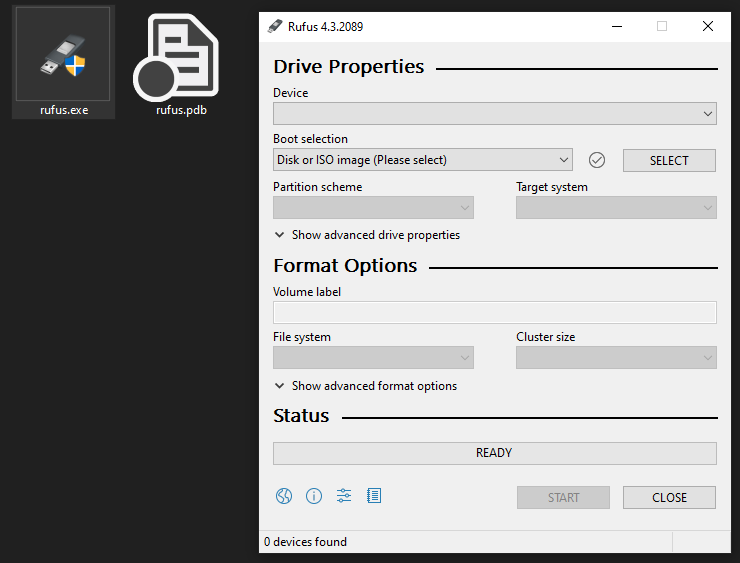 rufus.exe
rufus.pdb
Rufus 4.3.2089
Drive Properties
Device
Boot selection
Disk or ISO image (Please select)
SELECT
Partition scheme
Target system
Show advanced drive properties
Format Options
Volume label
File system
Cluster size
Show advanced format options
Status
READY
START
CLOSE
0 devices found